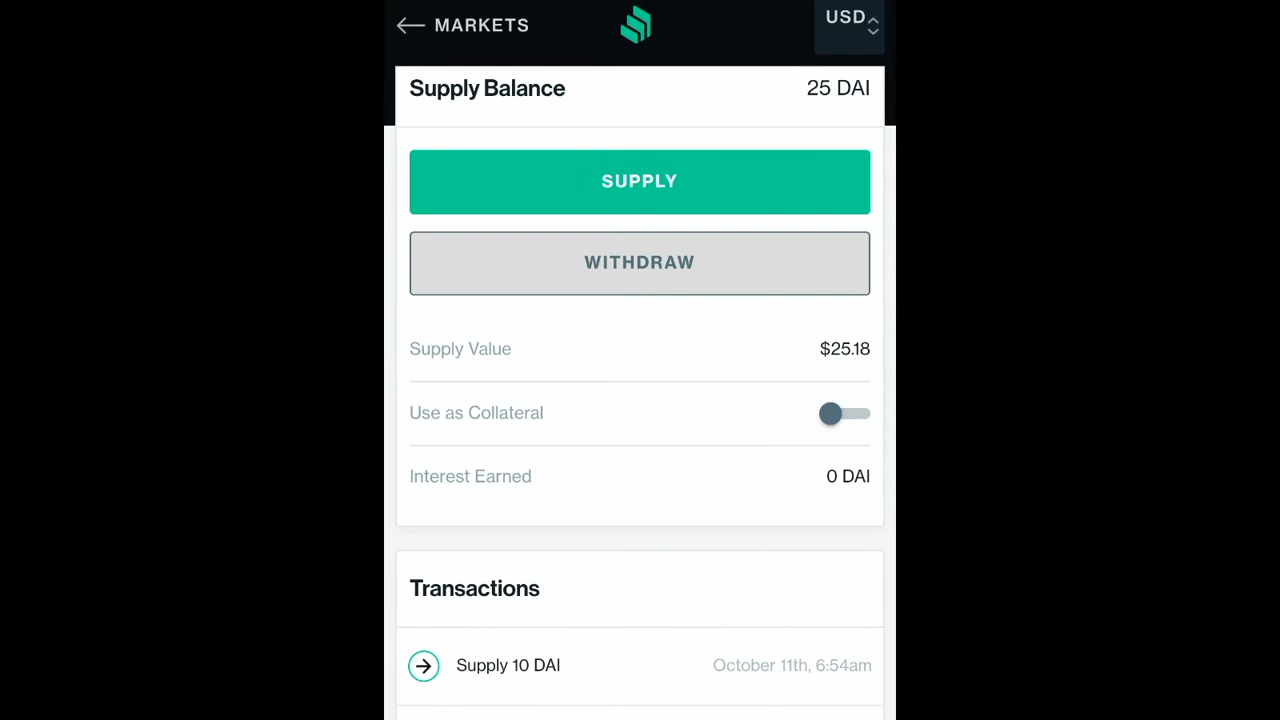 MARKETS
USD
Supply Balance 25 DAI
SUPPLY
WITHDRAW
Supply Value $25.18
Use as Collateral
Interest Earned 0 DAI
Transactions
Supply 10 DAI October 11th, 6:54am